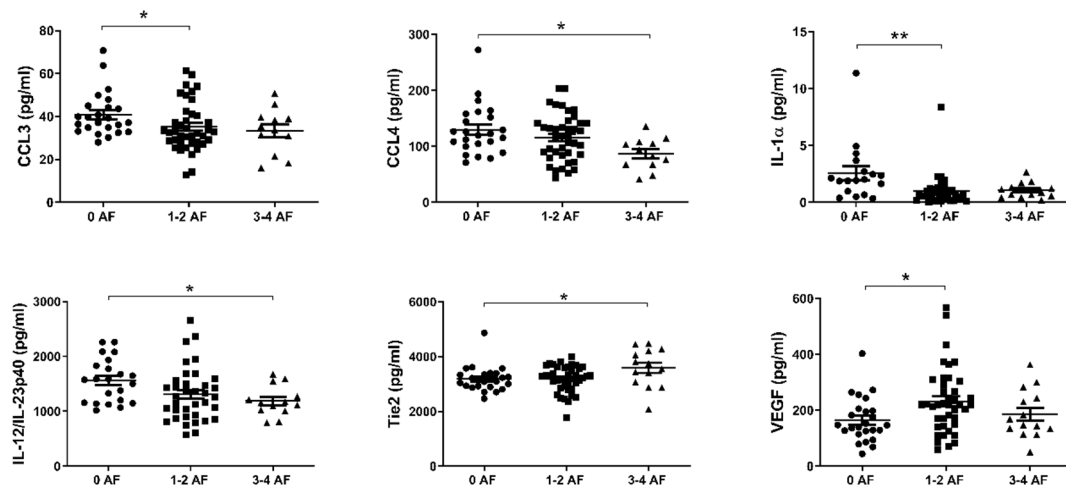 *
80
60
40
20
0
CCL3 (pg/ml)
0 AF
1-2 AF
3-4 AF
*
300
200
100
0
CCL4 (pg/ml)
0 AF
1-2 AF
3-4 AF
**
15
10
5
0
IL-1α (pg/ml)
0 AF
1-2 AF
3-4 AF
*
3000
2000
1000
0
IL-12/IL-23p40 (pg/ml)
0 AF
1-2 AF
3-4 AF
*
6000
4000
2000
0
Tie2 (pg/ml)
0 AF
1-2 AF
3-4 AF
*
600
400
200
0
VEGF (pg/ml)
0 AF
1-2 AF
3-4 AF